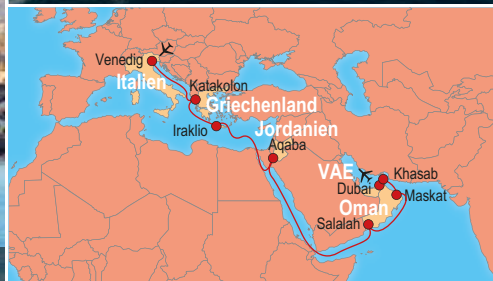 Venedig
Italien
Katakolon
Griechenland
Iraklio
Jordanien
Aqaba
VAE
Khasab
Dubai
Maskat
Oman
Salalah